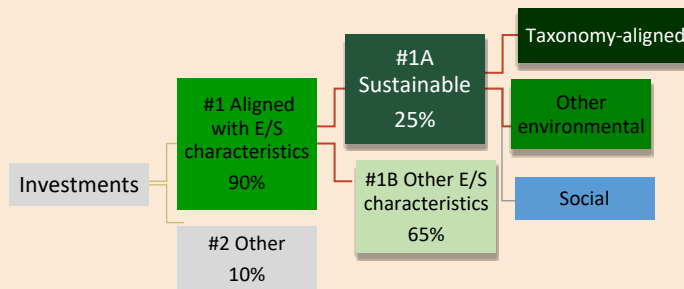 Investments
#1 Aligned
with E/S
characteristics
90%
#2 Other
10%
#1A
Sustainable
25%
#1B Other E/S
characteristics
65%
Taxonomy-aligned
Other
environmental
Social